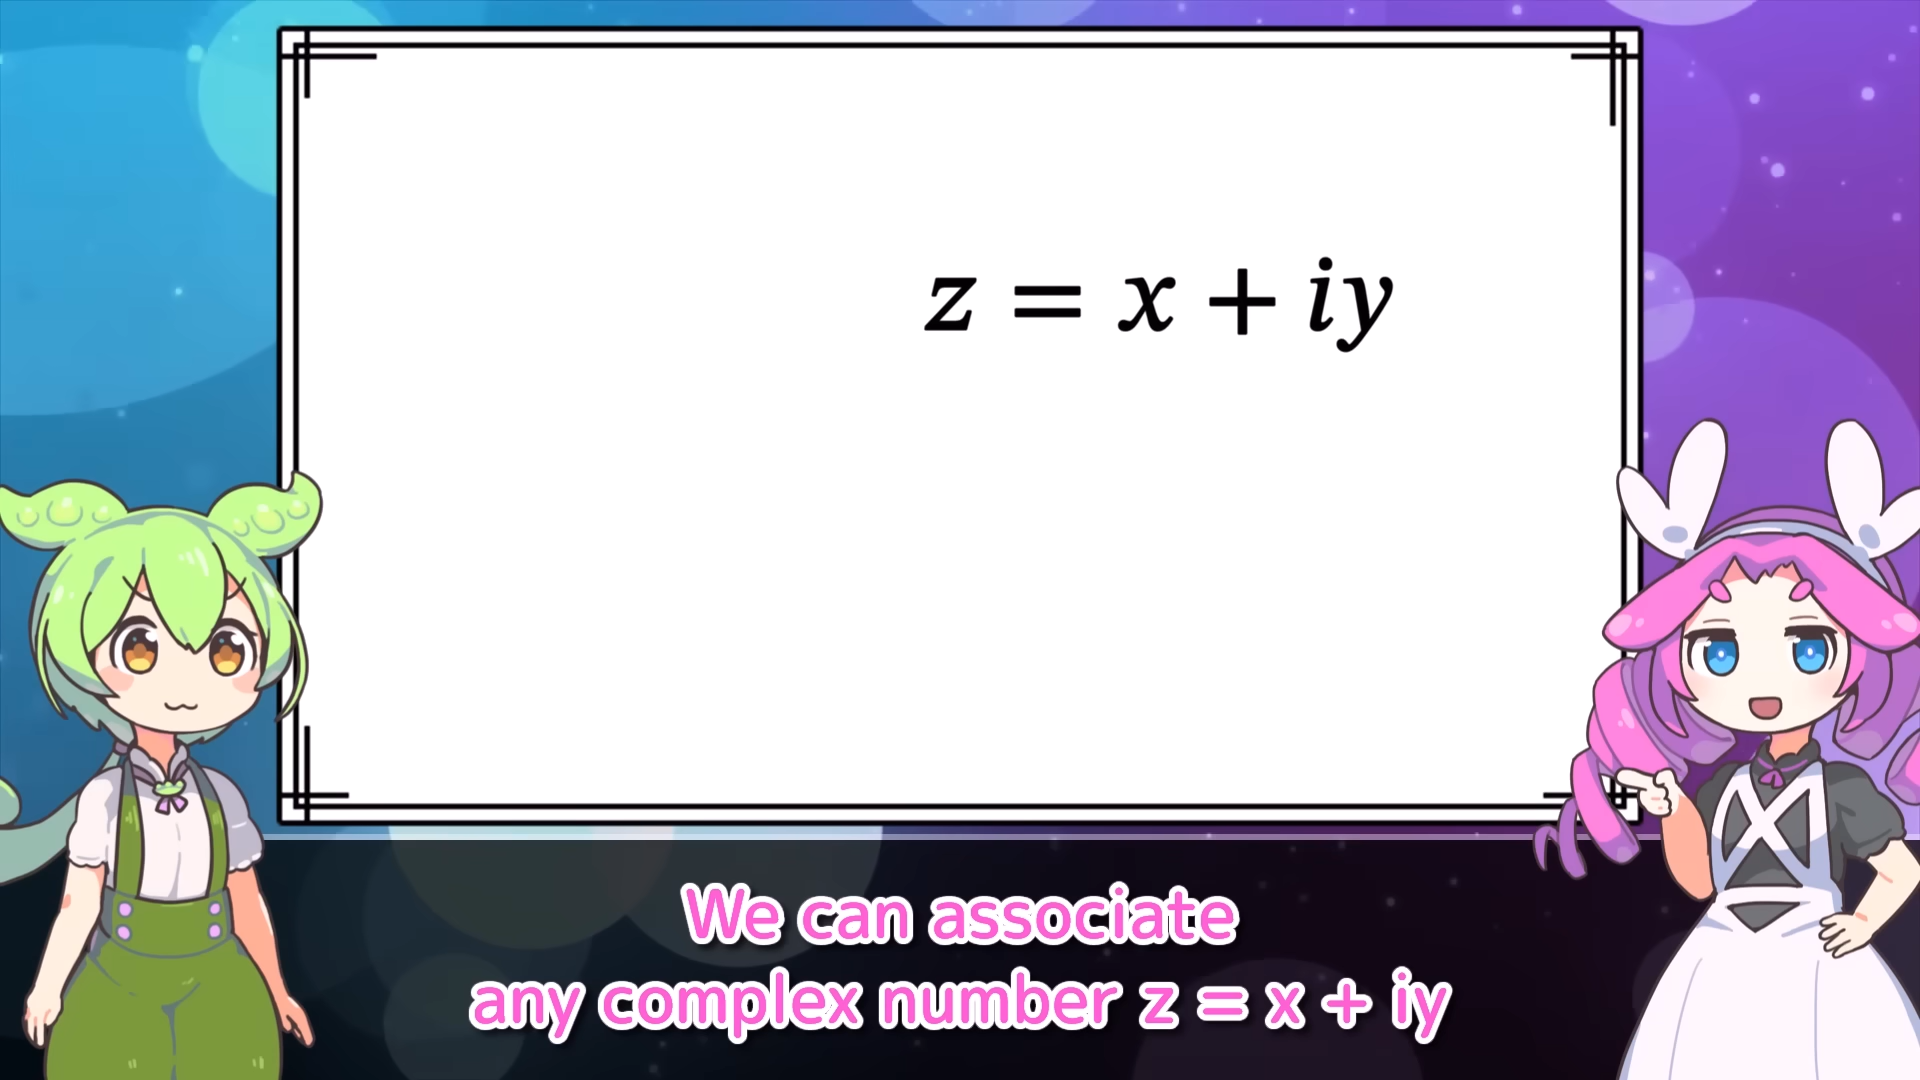 z = x + iy
We can associate
any complex number z = x + iy